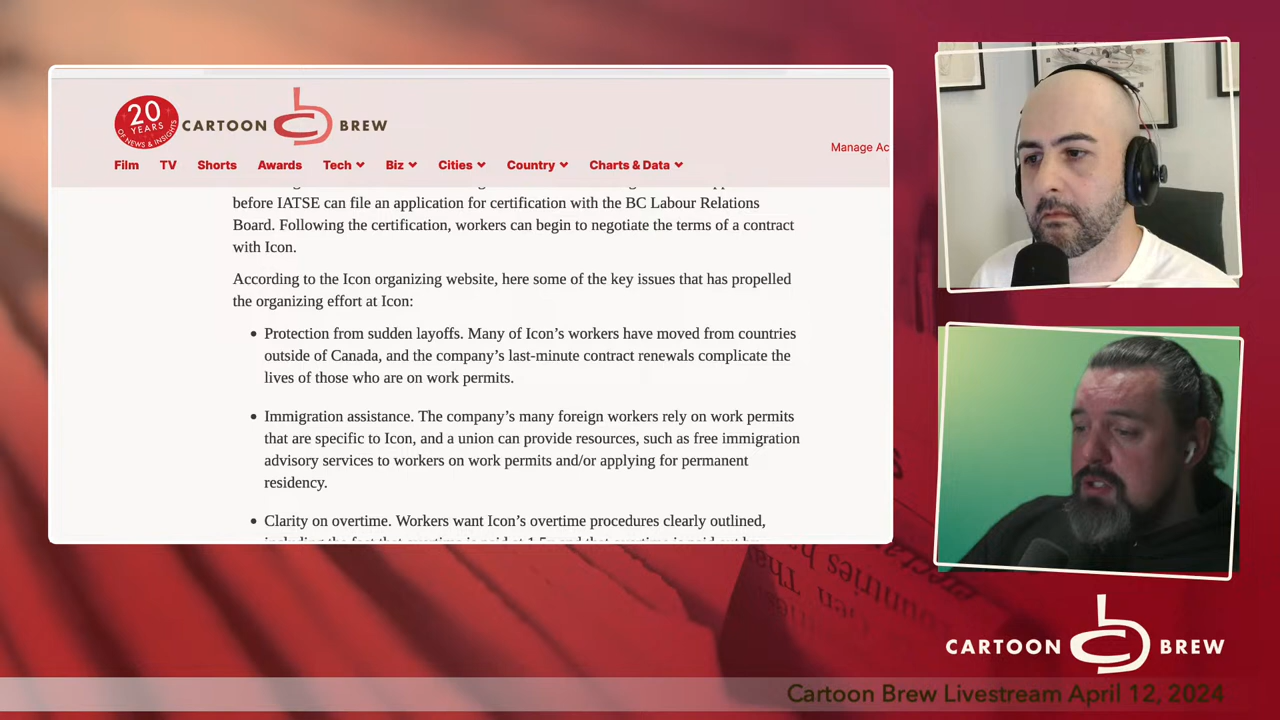 20
YEARS
OF NEWS & INSIGHTS
CARTOON BREW
Manage Ac
Film TV Shorts Awards Tech Biz Cities Country Charts & Data
before IATSE can file an application for certification with the BC Labour Relations
Board. Following the certification, workers can begin to negotiate the terms of a contract
with Icon.
According to the Icon organizing website, here some of the key issues that has propelled
the organizing effort at Icon:
• Protection from sudden layoffs. Many of Icon’s workers have moved from countries
outside of Canada, and the company’s last-minute contract renewals complicate the
lives of those who are on work permits.
• Immigration assistance. The company’s many foreign workers rely on work permits
that are specific to Icon, and a union can provide resources, such as free immigration
advisory services to workers on work permits and/or applying for permanent
residency.
• Clarity on overtime. Workers want Icon’s overtime procedures clearly outlined,
CARTOON BREW
Cartoon Brew Livestream April 12, 2024